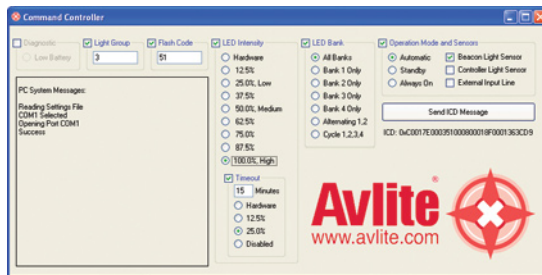 Command Controller
Diagnostic
Low Battery
Light Group
3
Flash Code
51
PC System Messages:
Reading Settings File
COM1 Selected
Opening Port COM1
Success
LED Intensity
Hardware
12.5%
25.0%, Low
37.5%
50.0%, Medium
62.5%
75.0%
87.5%
100.0%, High
Timeout
15 Minutes
Hardware
12.5%
25.0%
Disabled
LED Bank
All Banks
Bank 1 Only
Bank 2 Only
Bank 3 Only
Bank 4 Only
Alternating 1,2
Cycle 1,2,3,4
Operation Mode and Sensors
Automatic
Standby
Always On
Beacon Light Sensor
Controller Light Sensor
External Input Line
Send ICD Message
ICD: 0xC0017E000351000800018F0001363CD9
Avlite®
www.avlite.com